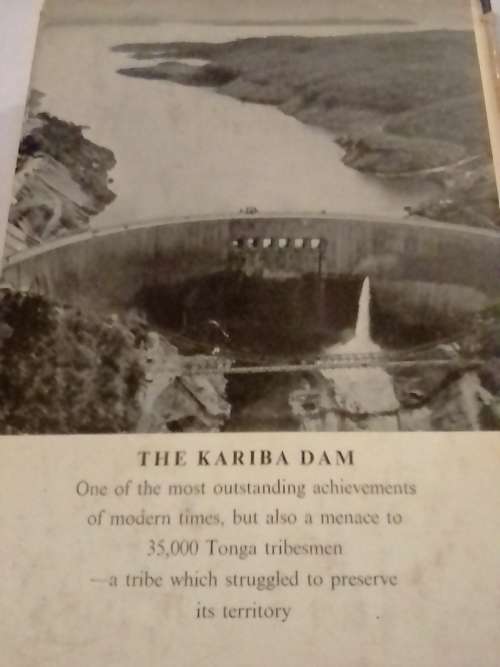 THE KARIBA DAM
One of the most outstanding achievements
of modern times, but also a menace to
35,000 Tonga tribesmen
—a tribe which struggled to preserve
its territory